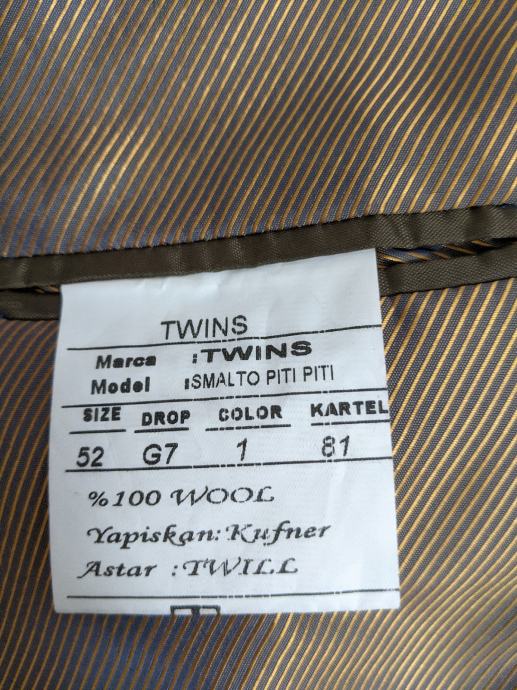 TWINS
Marca :TWINS
Model :SMALTO PITI PITI
SIZE DROP COLOR KARTEL
52 G7 1 81
%100 WOOL
Yapiskan: Kufner
Astar : TWILL